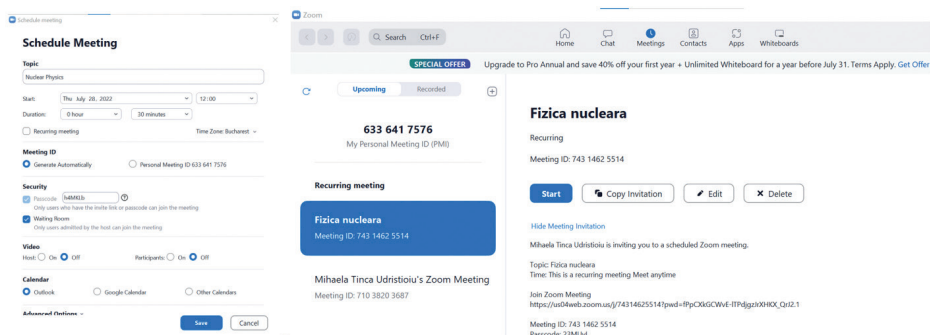 Schedule meeting
Schedule Meeting
Topic
Nuclear Physics
Start: Thu July 28, 2022 12:00
Duration: 0 hour 30 minutes
Recurring meeting Time Zone: Bucharest
Meeting ID
Generate Automatically Personal Meeting ID 633 641 7576
Security
Passcode h4MKLb
Only users who have the invite link or passcode can join the meeting
Waiting Room
Only users admitted by the host can join the meeting
Video
Host: On Off Participants: On Off
Calendar
Outlook Google Calendar Other Calendars
Advanced Options
Save Cancel
Zoom
Search Ctrl+F
Home Chat Meetings Contacts Apps Whiteboards
SPECIAL OFFER Upgrade to Pro Annual and save 40% off your first year + Unlimited Whiteboard for a year before July 31. Terms Apply. Get Offer
Upcoming Recorded
633 641 7576
My Personal Meeting ID (PMI)
Recurring meeting
Fizica nucleara
Meeting ID: 743 1462 5514
Mihaela Tinca Udristioiu's Zoom Meeting
Meeting ID: 710 3820 3687
Fizica nucleara
Recurring
Meeting ID: 743 1462 5514
Start Copy Invitation Edit Delete
Hide Meeting Invitation
Mihaela Tinca Udristioiu is inviting you to a scheduled Zoom meeting.
Topic: Fizica nucleara
Time: This is a recurring meeting Meet anytime
Join Zoom Meeting
Meeting ID: 743 1462 5514
Passcode: